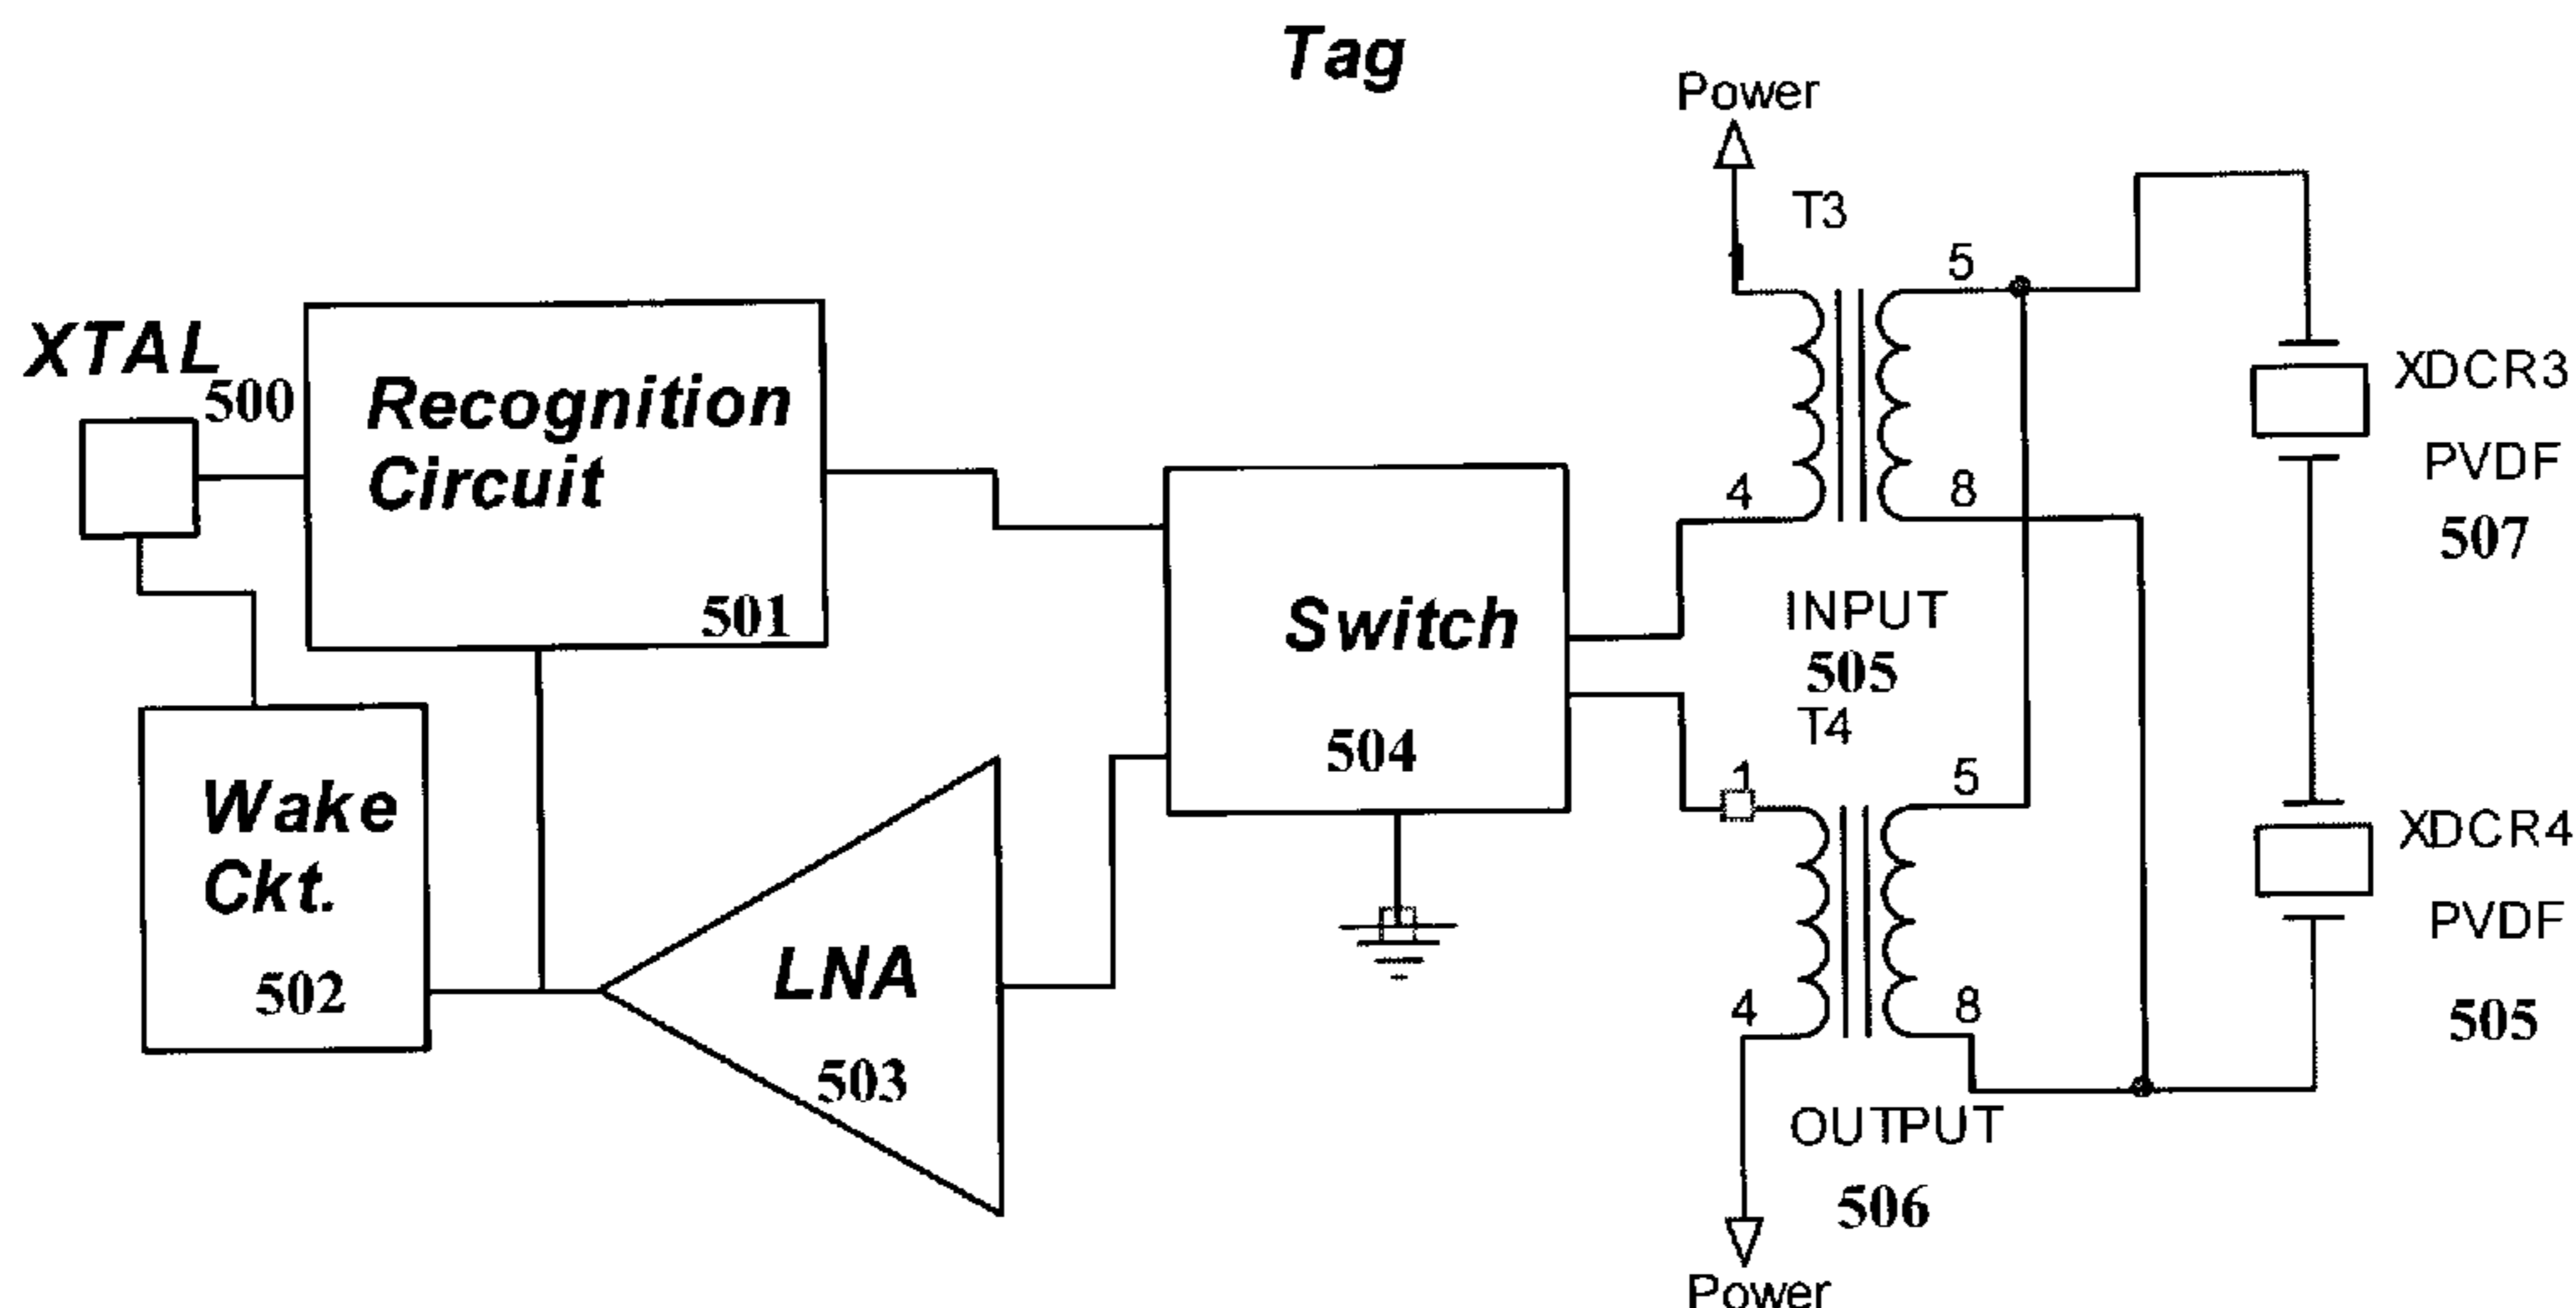 Tag
Power
T3
1
5
XTAL
500
Recognition
Circuit
501
4
8
XDCR3
PVDF
507
INPUT
505
T4
Switch
504
1
5
Wake
Ckt.
502
LNA
503
4
8
XDCR4
PVDF
505
OUTPUT
506
Power